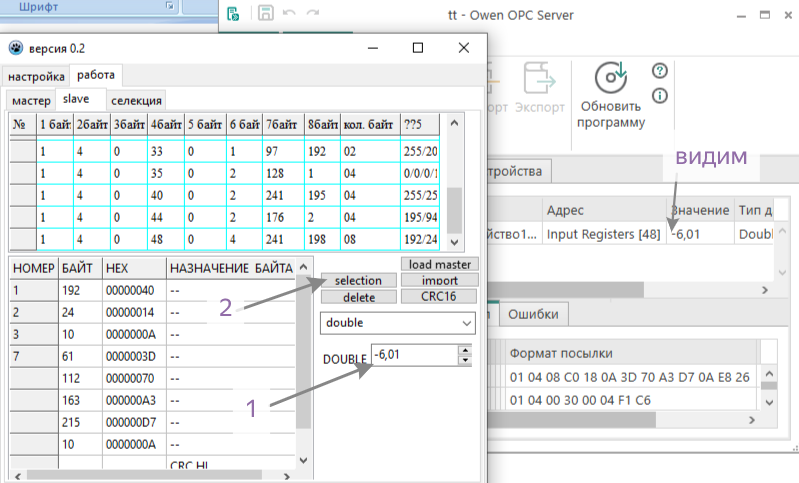 Шрифт
tt - Owen OPC Server
версия 0.2
настройка работа
мастер slave селекция
№ 1 байт 2байт 3байт 4байт 5 байт 6 байт 7байт 8байт кол. байт ??5
1 4 0 33 0 1 97 192 02 255/20
1 4 0 35 0 2 128 1 04 0/0/0/1
1 4 0 40 0 2 241 195 04 255/25
1 4 0 44 0 2 176 2 04 195/94
1 4 0 48 0 4 241 198 08 192/24
орт Экспорт
Обновить
программу
видим
тройства
Адрес Значение Тип д
йство1... Input Registers [48] -6,01 Doubl
Ошибки
Формат посылки
01 04 08 C0 18 0A 3D 70 A3 D7 0A E8 26
01 04 00 30 00 04 F1 C6
НОМЕР БАЙТ HEX НАЗНАЧЕНИЕ БАЙТА
1 192 00000040 --
2 24 00000014 --
3 10 0000000A --
7 61 0000003D --
112 00000070 --
163 000000A3 --
215 000000D7 --
10 0000000A --
CRC HI
load master
selection import
delete CRC16
double
DOUBLE -6,01
2
1